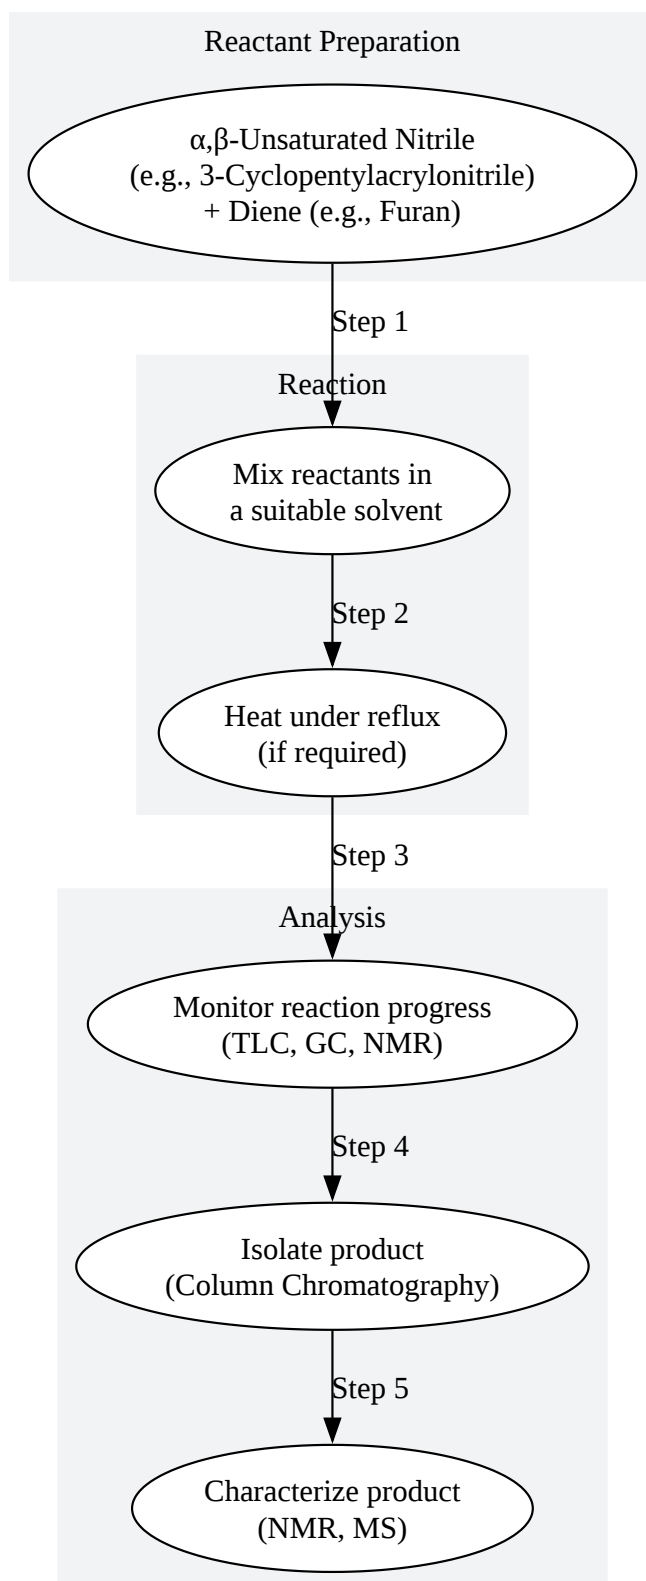 Reactant Preparation
α,β-Unsaturated Nitrile
(e.g., 3-Cyclopentylacrylonitrile)
+ Diene (e.g., Furan)
Step 1
Reaction
Mix reactants in
a suitable solvent
Step 2
Heat under reflux
(if required)
Step 3
Analysis
Monitor reaction progress
(TLC, GC, NMR)
Step 4
Isolate product
(Column Chromatography)
Step 5
Characterize product
(NMR, MS)